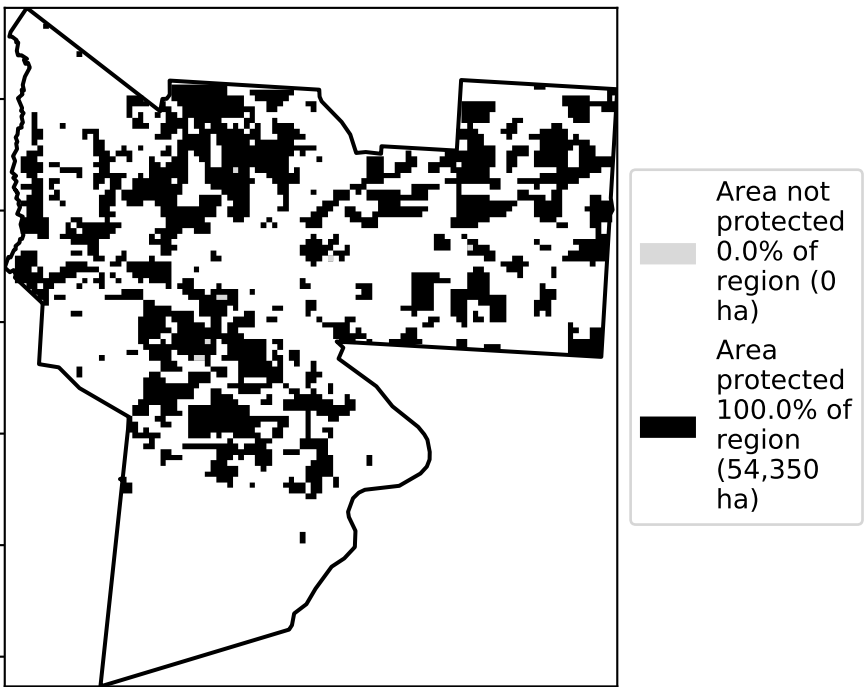 Area not
protected
0.0% of
region (0
ha)
Area
protected
100.0% of
region
(54,350
ha)